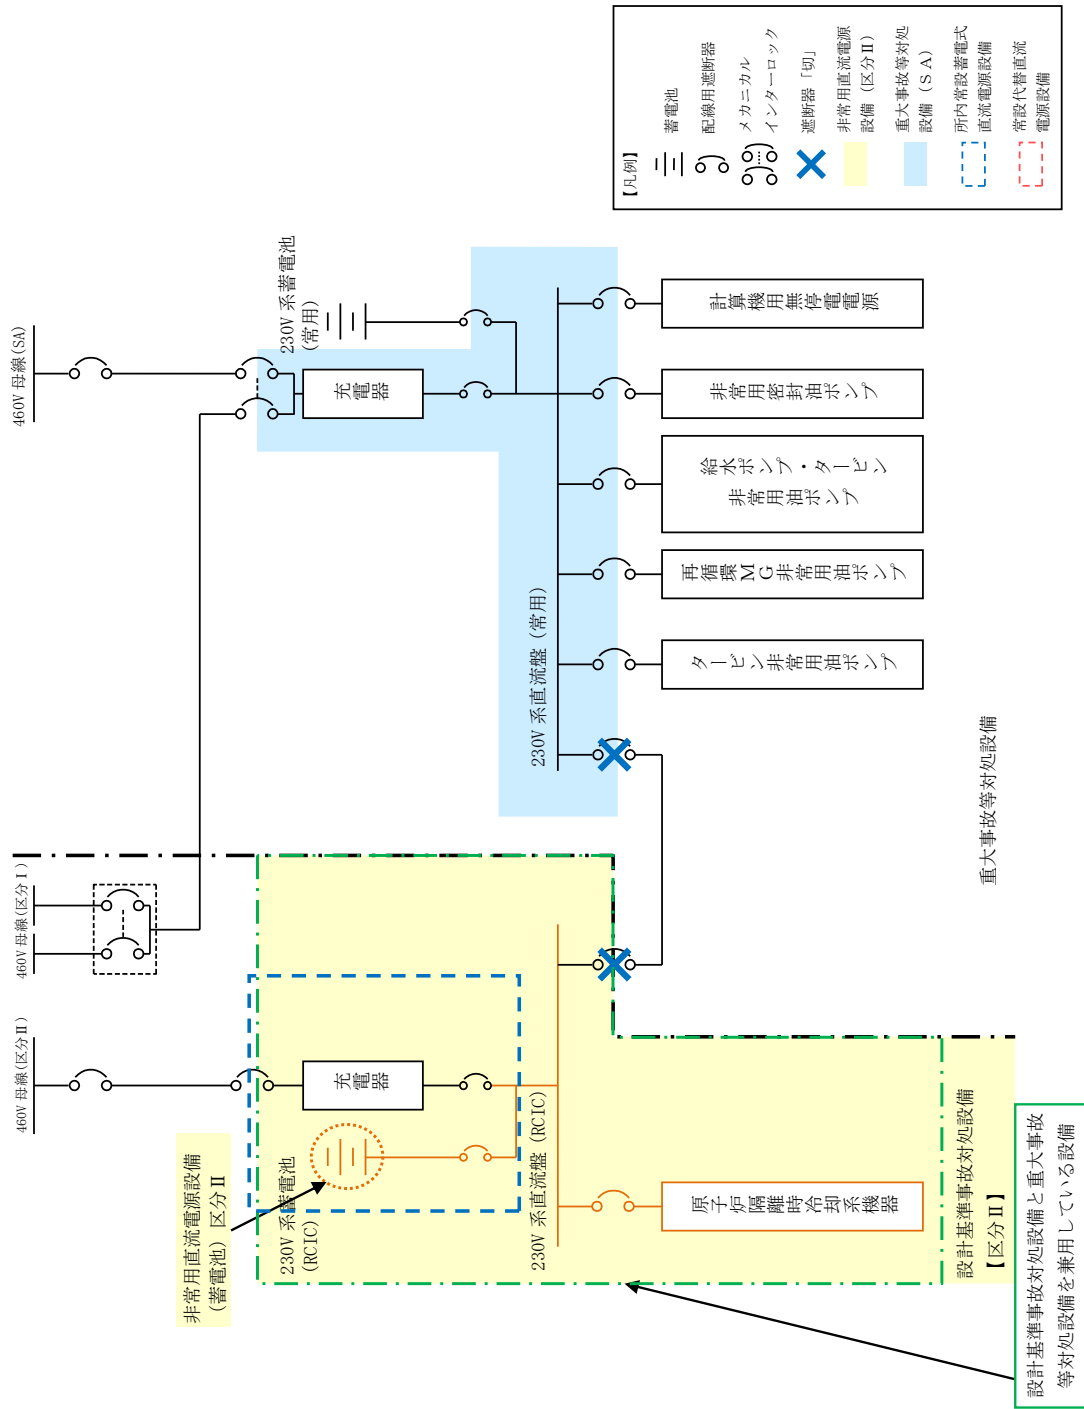 460V 母線(区分Ⅱ)
460V 母線(区分Ⅰ)
460V 母線(SA)
非常用直流電源設備
(蓄電池) 区分Ⅱ
230V 系蓄電池
(RCIC)
充電器
230V 系蓄電池
(常用)
充電器
230V 系直流盤 (RCIC)
230V 系直流盤 (常用)
原子炉隔離時冷却系機器
タービン非常用油ポンプ
再循環MG非常用油ポンプ
給水ポンプ・タービン
非常用油ポンプ
非常用密封油ポンプ
計算機用無停電電源
設計基準事故対処設備
【区分Ⅱ】
重大事故等対処設備
設計基準事故対処設備と重大事故
等対処設備を兼用している設備
【凡例】
蓄電池
配線用遮断器
メカニカル
インターロック
遮断器「切」
非常用直流電源
設備（区分Ⅱ）
重大事故等対処
設備（ＳＡ）
所内常設蓄電式
直流電源設備
常設代替直流
電源設備